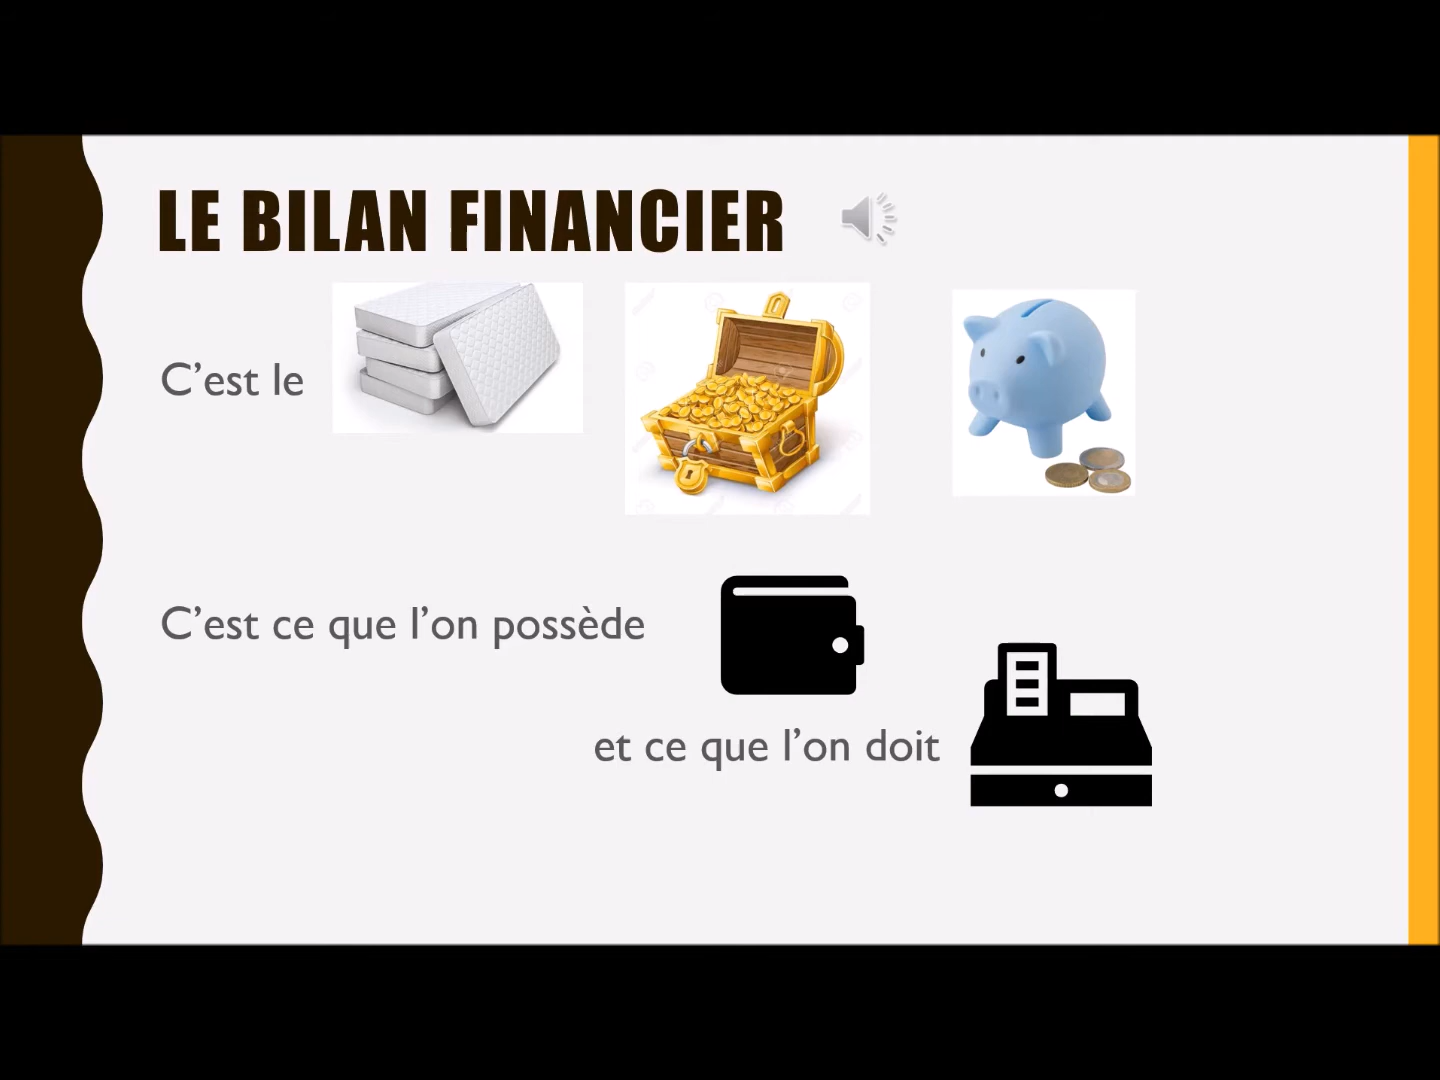 LE BILAN FINANCIER
C’est le
C’est ce que l’on possède
et ce que l’on doit